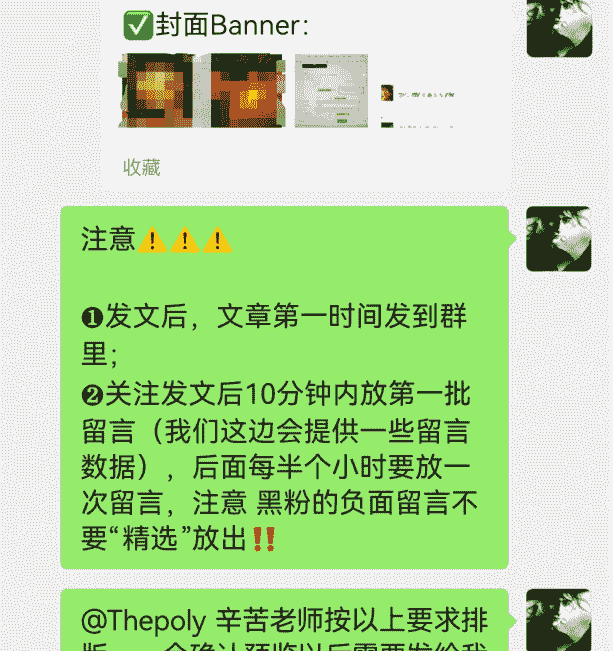 ✅封面Banner：
收藏
注意⚠️⚠️⚠️
❶发文后，文章第一时间发到群
里；
❷关注发文后10分钟内放第一批
留言（我们这边会提供一些留言
数据），后面每半个小时要放一
次留言，注意 黑粉的负面留言不
要“精选”放出‼️
@Thepoly 辛苦老师按以上要求排